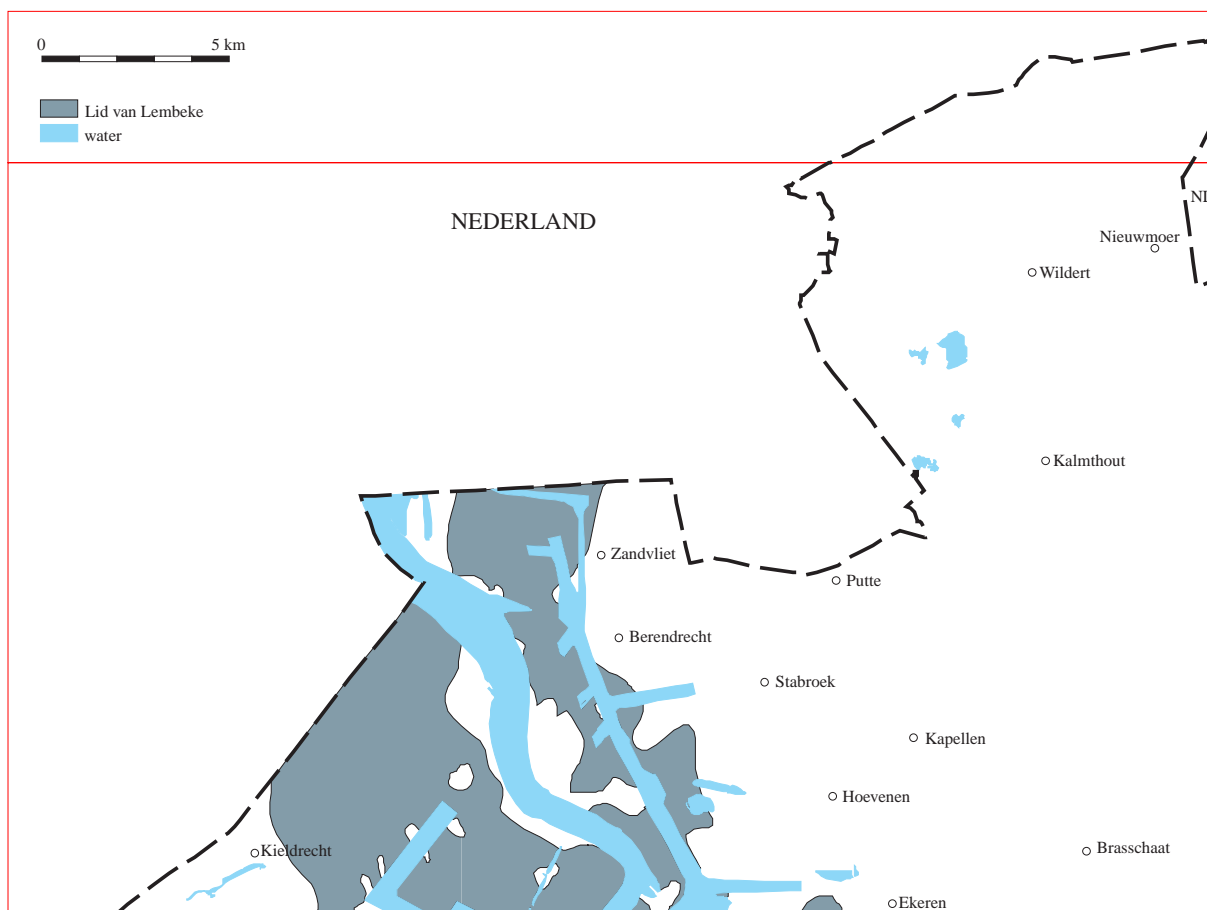 0 5 km
Lid van Lembeke
water
NEDERLAND
Nieuwmoer
Wildert
Kalmthout
Zandvliet
Putte
Berendrecht
Stabroek
Kapellen
Hoevenen
Kieldrecht
Brasschaat
Ekeren